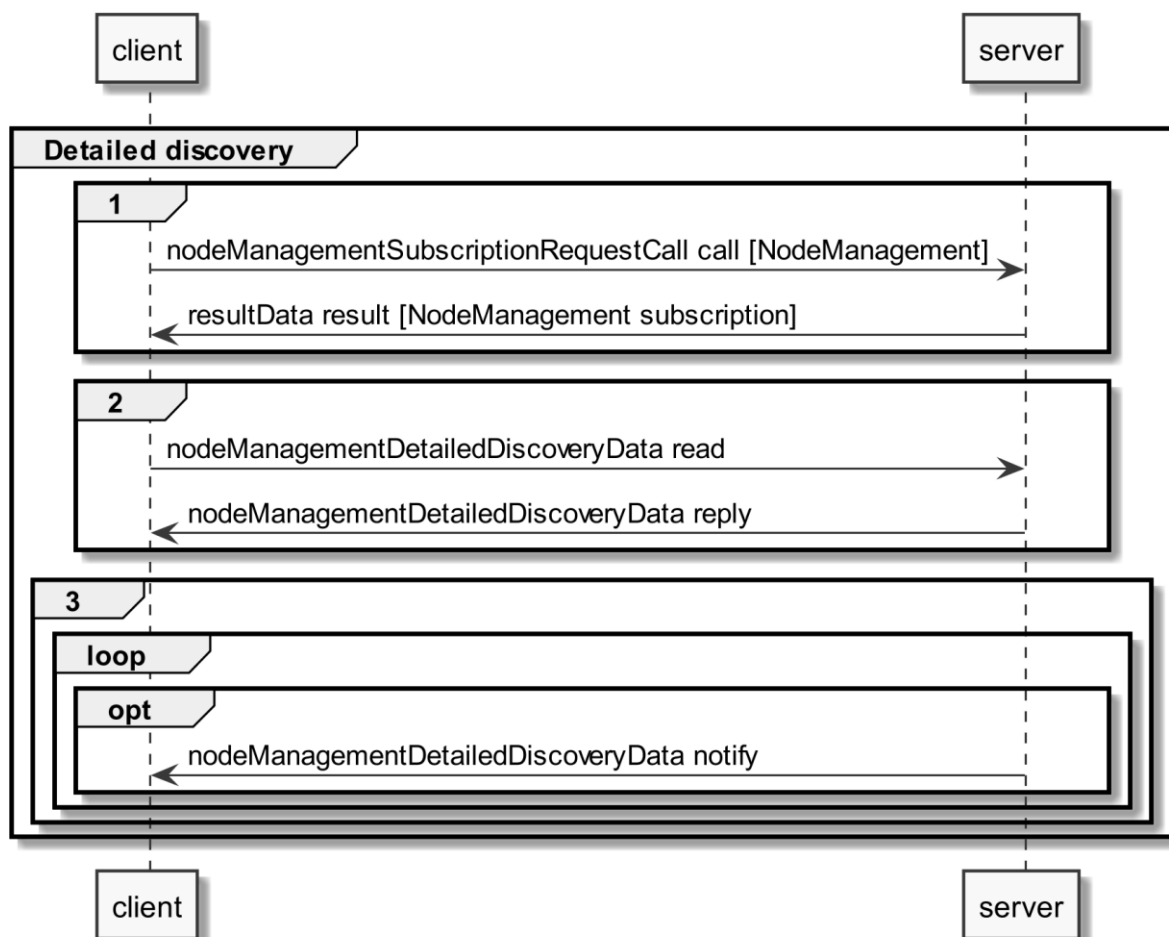 client
server
Detailed discovery
1
nodeManagementSubscriptionRequestCall call [NodeManagement]
resultData result [NodeManagement subscription]
2
nodeManagementDetailedDiscoveryData read
nodeManagementDetailedDiscoveryData reply
3
loop
opt
nodeManagementDetailedDiscoveryData notify
client
server